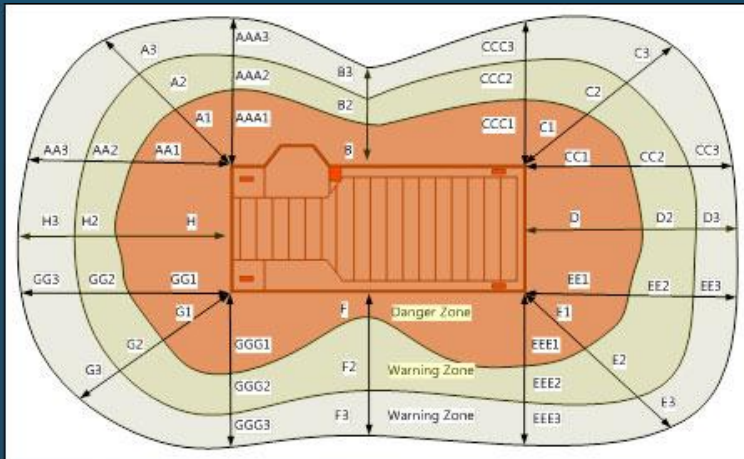 A3
AAA3
CCC3
C3
A2
AAA2
B3
CCC2
C2
B2
A1
AAA1
CCC1
C1
AA3
AA2
AA1
B
CC1
CC2
CC3
H3
H2
H
D
D2
D3
GG3
GG2
GG1
EE1
EE2
EE3
G1
F
Danger Zone
E1
G2
GGG1
EEE1
G3
GGG2
F2
Warning Zone
EEE2
E2
GGG3
F3
Warning Zone
EEE3
E3